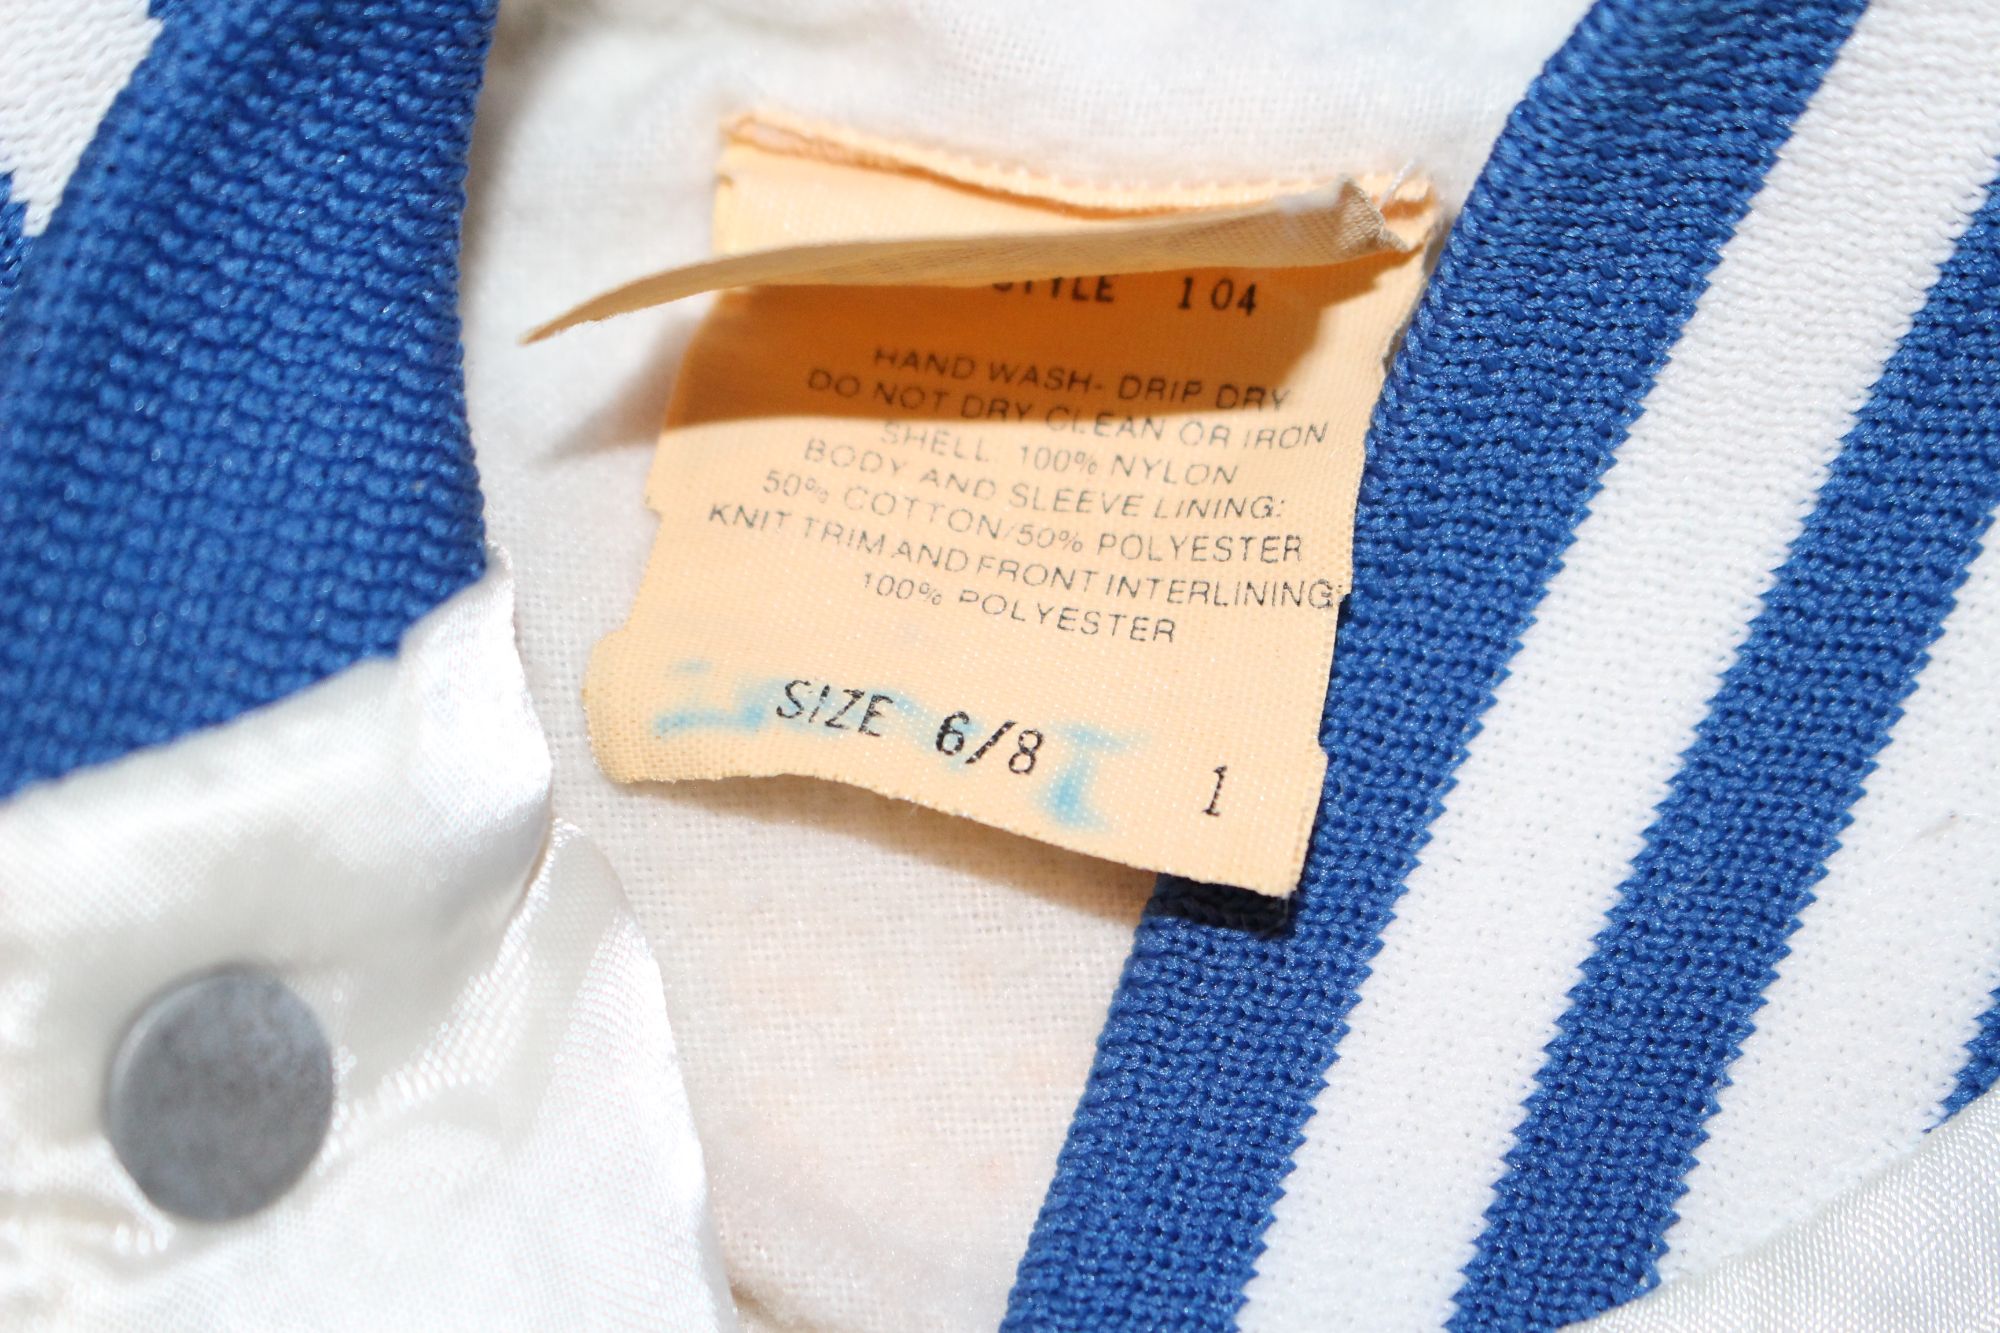 STYLE 104
HAND WASH- DRIP DRY
DO NOT DRY CLEAN OR IRON
SHELL: 100% NYLON
BODY AND SLEEVE LINING:
50% COTTON/50% POLYESTER
KNIT TRIM AND FRONT INTERLINING:
100% POLYESTER
SIZE 6/8 1